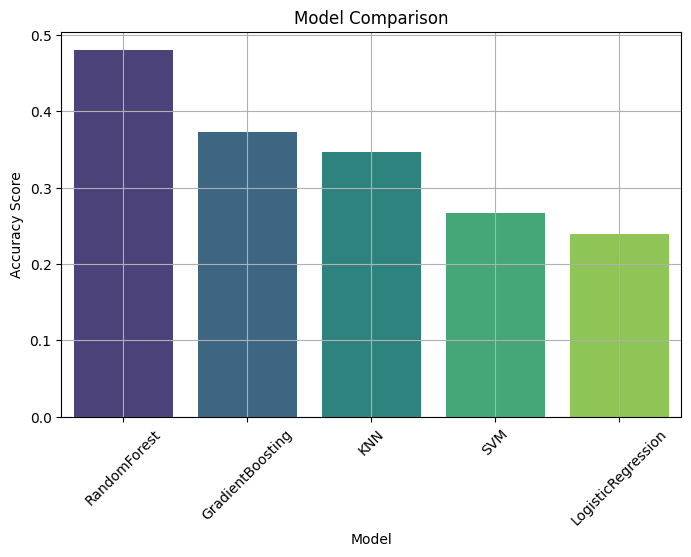 Model Comparison
Accuracy Score
0.5
0.4
0.3
0.2
0.1
0.0
RandomForest
GradientBoosting
KNN
SVM
LogisticRegression
Model